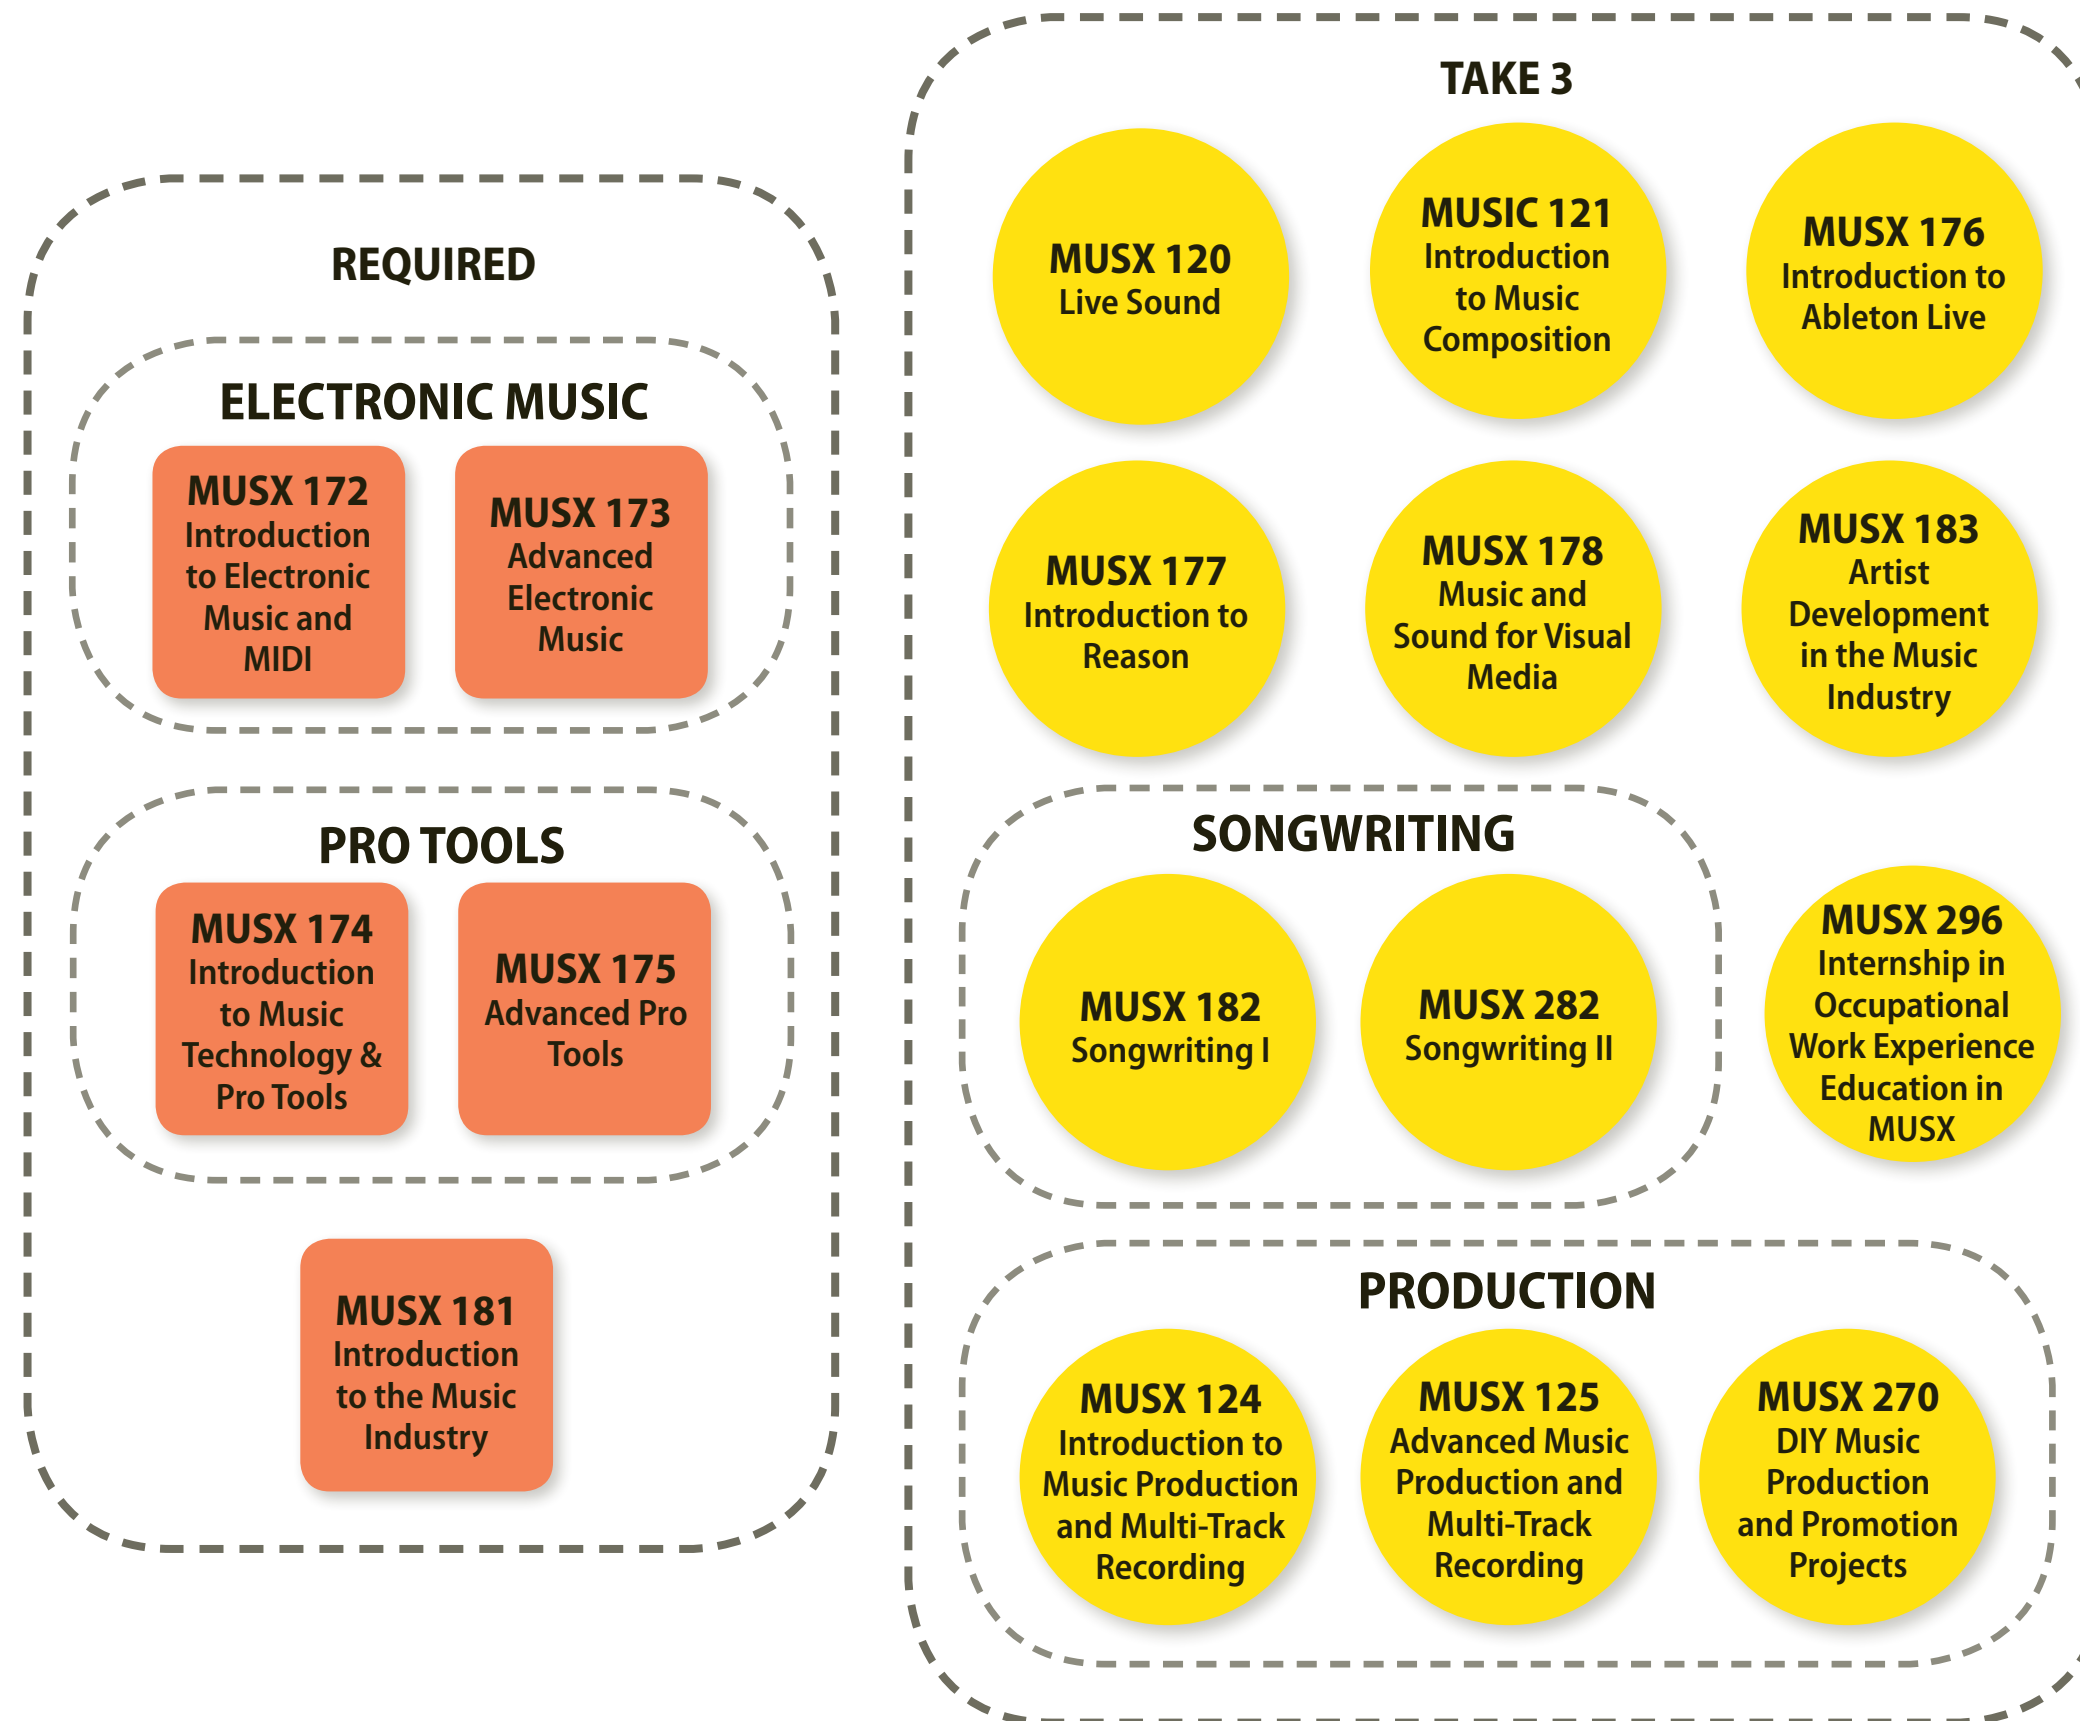 REQUIRED
ELECTRONIC MUSIC
MUSX 172
Introduction
to Electronic
Music and
MIDI
MUSX 173
Advanced
Electronic
Music
PRO TOOLS
MUSX 174
Introduction
to Music
Technology &
Pro Tools
MUSX 175
Advanced Pro
Tools
MUSX 181
Introduction
to the Music
Industry
TAKE 3
MUSX 120
Live Sound
MUSIC 121
Introduction
to Music
Composition
MUSX 176
Introduction to
Ableton Live
MUSX 177
Introduction to
Reason
MUSX 178
Music and
Sound for Visual
Media
MUSX 183
Artist
Development
in the Music
Industry
SONGWRITING
MUSX 182
Songwriting I
MUSX 282
Songwriting II
MUSX 296
Internship in
Occupational
Work Experience
Education in
MUSX
PRODUCTION
MUSX 124
Introduction to
Music Production
and Multi-Track
Recording
MUSX 125
Advanced Music
Production and
Multi-Track
Recording
MUSX 270
DIY Music
Production
and Promotion
Projects